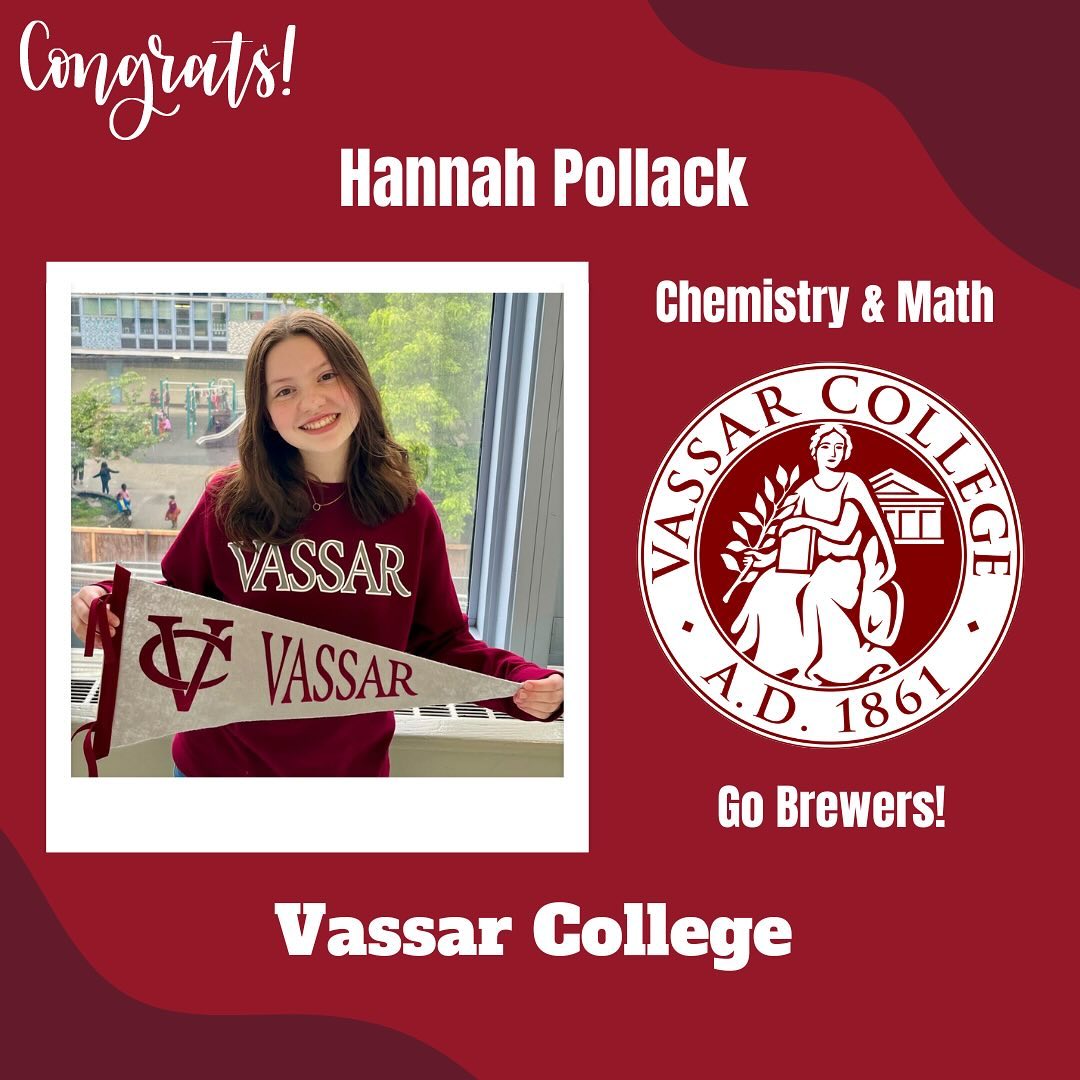 Congrats!
Hannah Pollack
Chemistry & Math
VASSAR
VC VASSAR
VASSAR COLLEGE
A.D. 1861
Go Brewers!
Vassar College